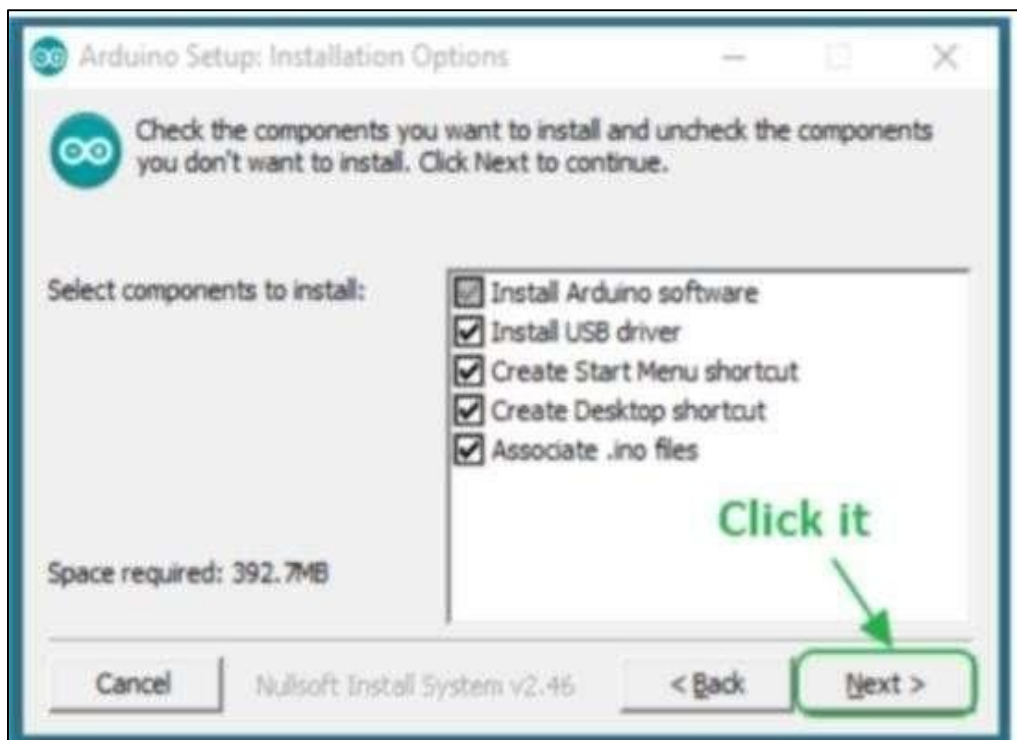 Arduino Setup: Installation Options
Check the components you want to install and uncheck the components
you don't want to install. Click Next to continue.
Select components to install:
Install Arduino software
Install USB driver
Create Start Menu shortcut
Create Desktop shortcut
Associate .ino files
Click it
Space required: 392.7MB
Cancel
Nullsoft Install System v2.46
< Back
Next >